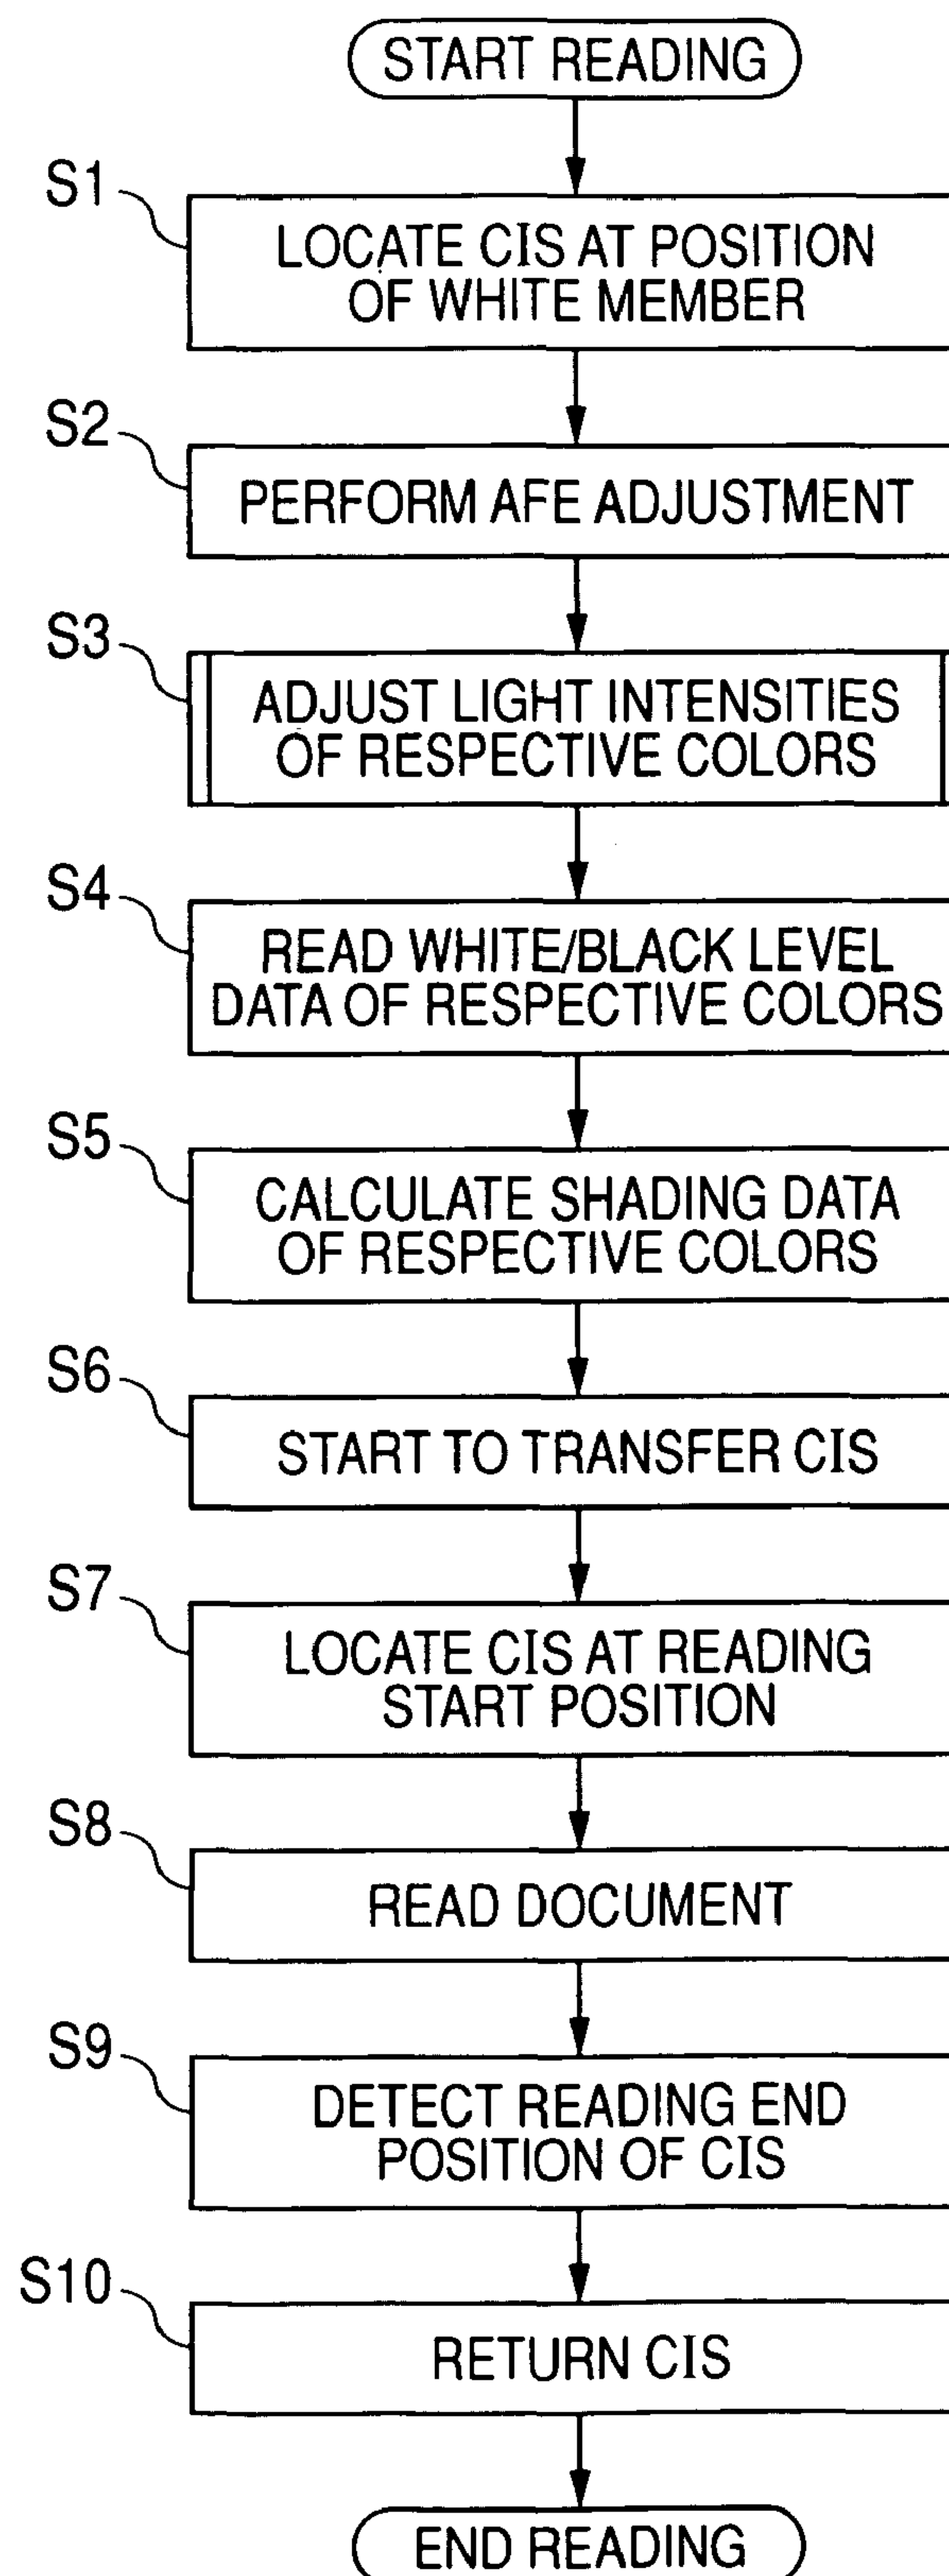 START READING
S1
LOCATE CIS AT POSITION
OF WHITE MEMBER
S2
PERFORM AFE ADJUSTMENT
S3
ADJUST LIGHT INTENSITIES
OF RESPECTIVE COLORS
S4
READ WHITE/BLACK LEVEL
DATA OF RESPECTIVE COLORS
S5
CALCULATE SHADING DATA
OF RESPECTIVE COLORS
S6
START TO TRANSFER CIS
S7
LOCATE CIS AT READING
START POSITION
S8
READ DOCUMENT
S9
DETECT READING END
POSITION OF CIS
S10
RETURN CIS
END READING